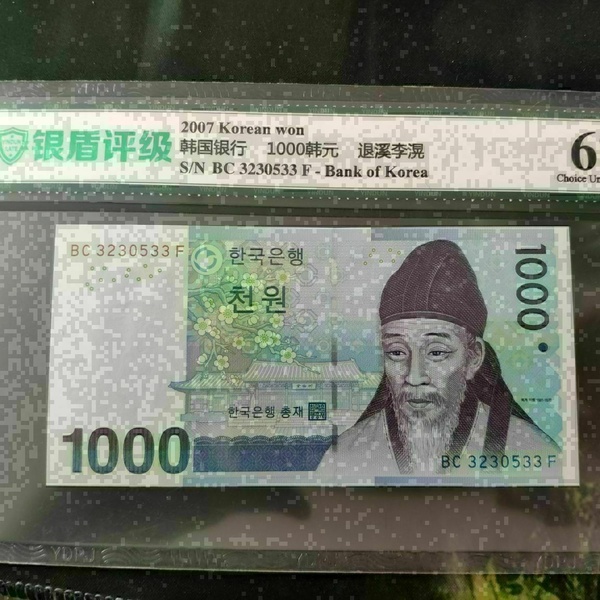 银盾评级
2007 Korean won
韩国银行 1000韩元 退溪李滉
S/N BC 3230533 F - Bank of Korea
6
Choice Un
BC 3230533 F
한국은행
천원
1000
한국은행 총재
1000
BC 3230533 F